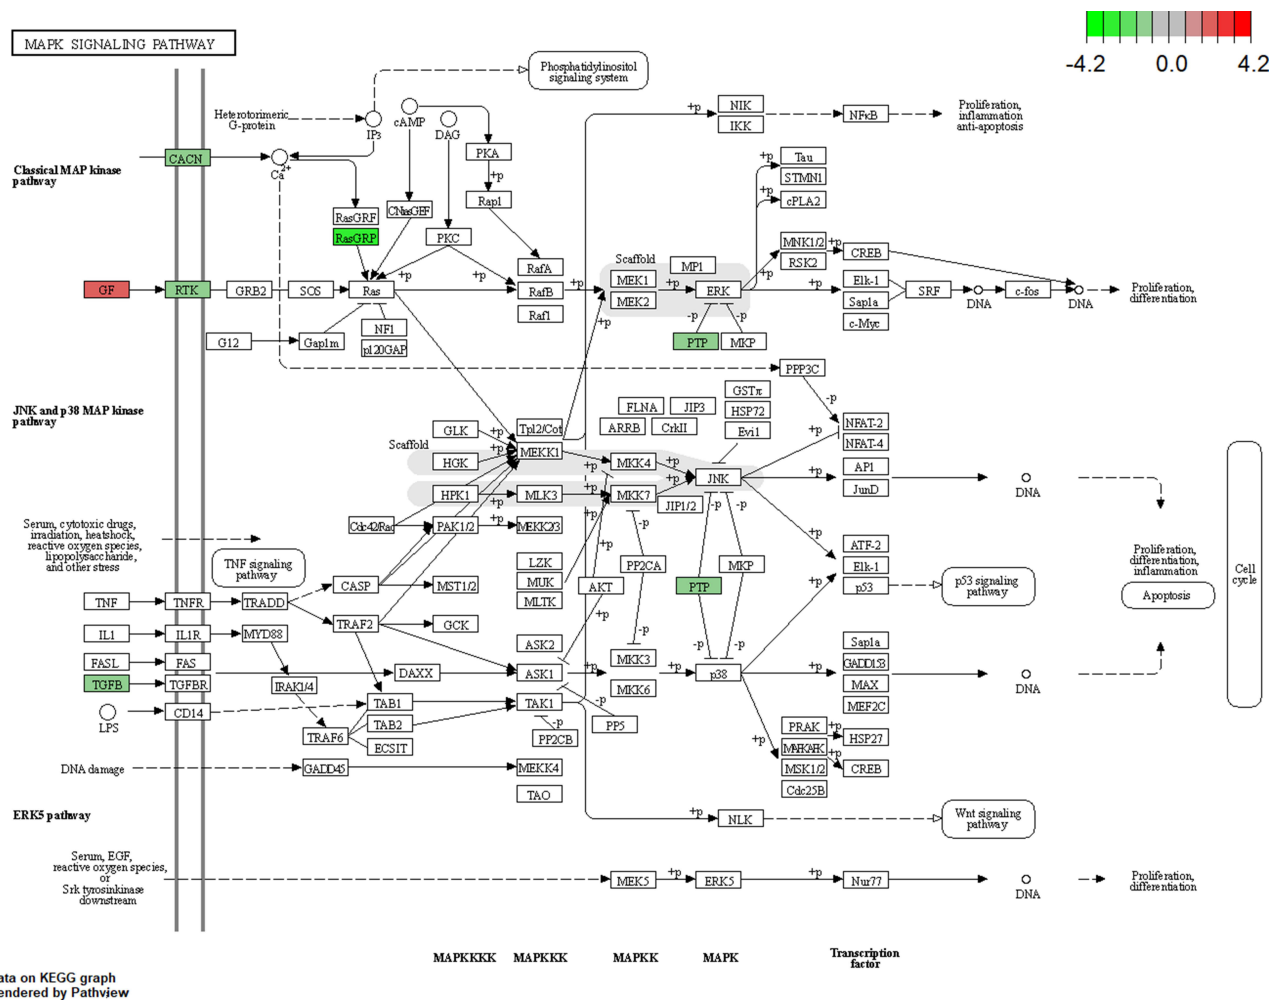 MAPK SIGNALING PATHWAY
-4.2 0.0 4.2
Phosphatidylinositol
signaling system
Heterotorimeric
G-protein
IP3
cAMP
DAG
+p
NIK
IKK
NFκB
Proliferation,
inflammation
anti-apoptosis
Classical MAP kinase
pathway
CACN
Ca2+
PKA
+p
Rap1
RasGRF
RasGRP
CNasGEF
PKC
+p
Tau
STMN1
+p
cPLA2
GF
RTK
GRB2
SOS
Ras
+p
+p
RafA
RafB
Raf1
+p
Scaffold
MEK1
MEK2
MP1
+p
ERK
+p
MNK1/2
RSK2
+p
CREB
+p
Elk-1
Sap1a
c-Myc
SRF
DNA
c-fos
DNA
Proliferation,
differentiation
G12
Gap1m
NF1
p120GAP
+p
-p
-p
PTP
MKP
PPP3C
-p
JNK and p38 MAP kinase
pathway
GSTπ
HSP72
Evi1
FLNA
JIP3
ARRB
CrkII
NFAT-2
NFAT-4
+p
Scaffold
GLK
HGK
+p
+p
Tpl2/Cot
MEKK1
+p
MKK4
+p
JNK
+p
AP1
JunD
DNA
HPK1
+p
MLK3
+p
MKK7
+p
JIP1/2
Cdc42/Rac
PAK1/2
+p
MEKK2/3
-p
-p
-p
+p
Serum, cytotoxic drugs,
irradiation, heatshock,
reactive oxygen species,
lipopolysaccharide,
and other stress
TNF signaling
pathway
LZK
MUK
MLTK
PP2CA
AKT
+p
PTP
MKP
ATF-2
Elk-1
p53
p53 signaling
pathway
Proliferation,
differentiation,
inflammation
Apoptosis
Cell
cycle
CASP
MST1/2
TNF
TNFR
TRADD
TRAF2
GCK
IL1
IL1R
MYD88
FASL
FAS
DAXX
ASK2
ASK1
+p
MKK3
MKK6
-p
+p
-p
-p
p38
+p
Sap1a
GADD153
MAX
MEF2C
DNA
TGFB
TGFBR
IRAK1/4
LPS
CD14
TAB1
TAB2
ECSIT
TRAF6
TAK1
-p
-p
PP5
PP2CB
+p
PRAK
MAPKAPK
MSK1/2
Cdc25B
+p
HSP27
+p
CREB
DNA damage
GADD45
MEKK4
TAO
ERK5 pathway
+p
NLK
Wnt signaling
pathway
Serum, EGF,
reactive oxygen species,
or
Srk tyrosinkinase
downstream
MEK5
+p
ERK5
+p
Nur77
DNA
Proliferation,
differentiation
MAPKKKK
MAPKKK
MAPKK
MAPK
Transcription
factor
ata on KEGG graph
endered by Pathview